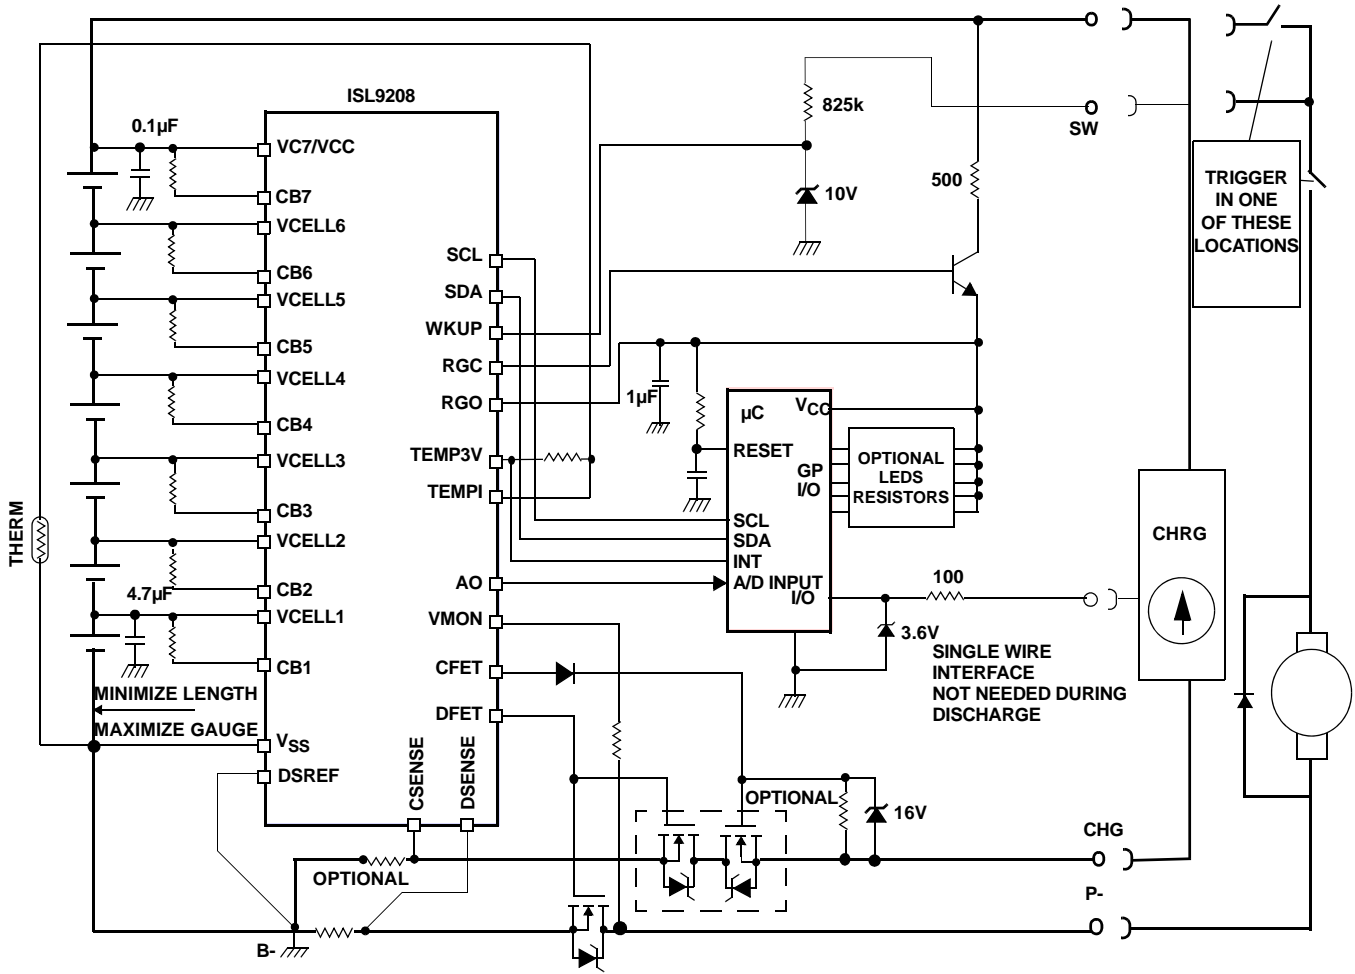 ISL9208
0.1µF
VC7/VCC
CB7
VCELL6
CB6
VCELL5
CB5
VCELL4
CB4
VCELL3
CB3
VCELL2
CB2
4.7µF
VCELL1
CB1
MINIMIZE LENGTH
MAXIMIZE GAUGE
VSS
DSREF
THERM
SCL
SDA
WKUP
RGC
RGO
TEMP3V
TEMPI
AO
VMON
CFET
DFET
CSENSE
DSENSE
OPTIONAL
B-
825k
10V
500
SW
1µF
µC
VCC
RESET
GP
I/O
SCL
SDA
INT
A/D INPUT
I/O
OPTIONAL
LEDS
RESISTORS
100
3.6V
SINGLE WIRE
INTERFACE
NOT NEEDED DURING
DISCHARGE
OPTIONAL
16V
CHG
P-
TRIGGER
IN ONE
OF THESE
LOCATIONS
CHRG